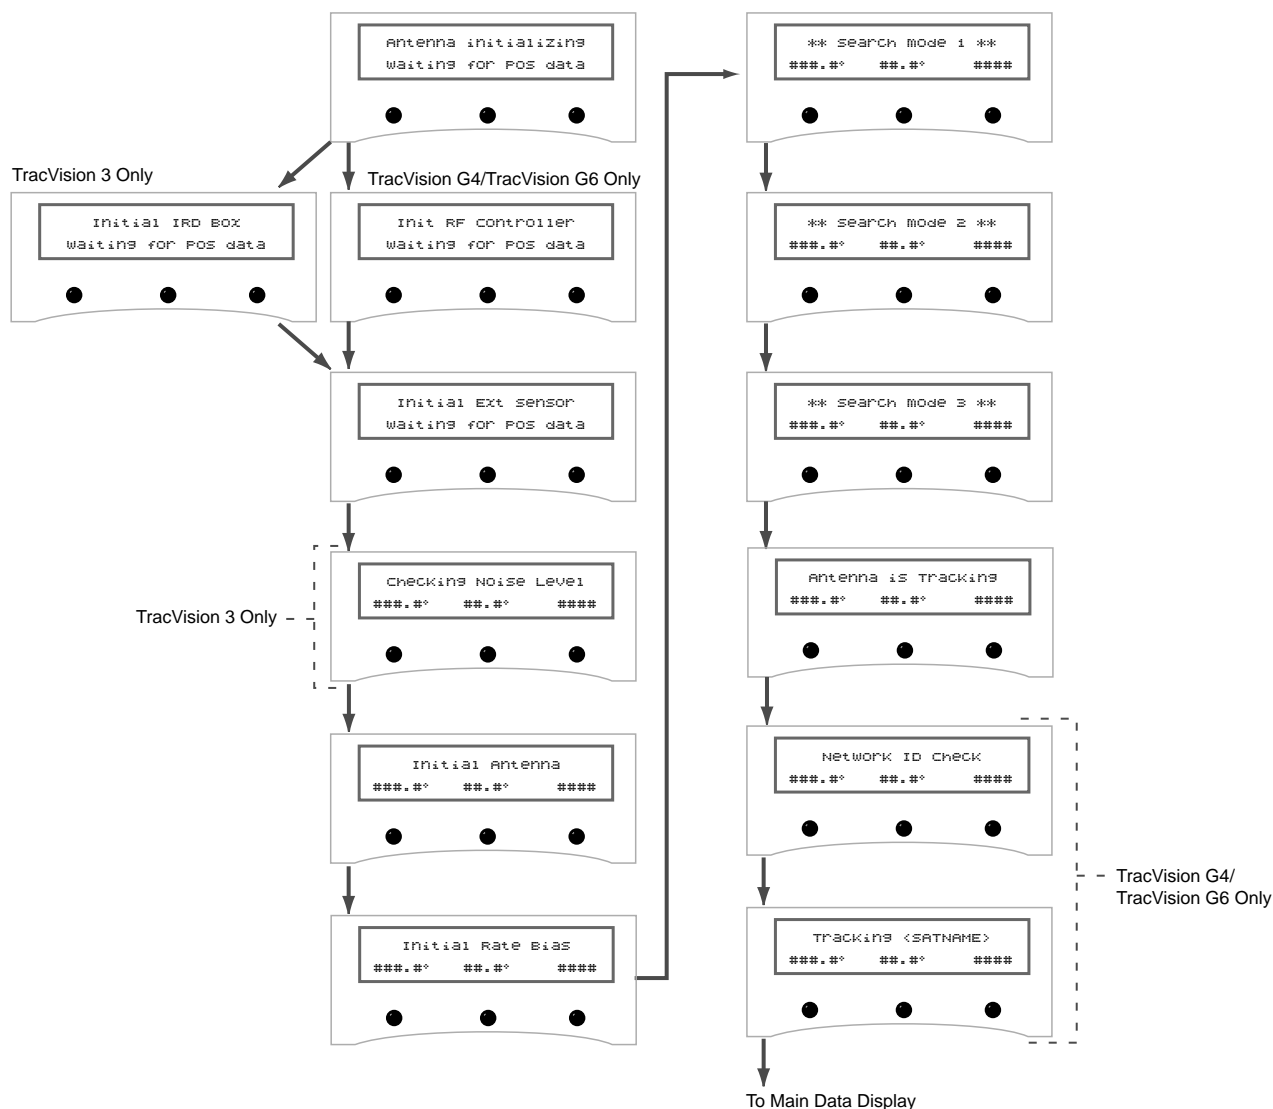 Antenna initializing
Waiting for POS data
TracVision 3 Only
Initial IRD BOX
Waiting for POS data
TracVision G4/TracVision G6 Only
Init RF Controller
Waiting for POS data
Initial Ext Sensor
Waiting for POS data
TracVision 3 Only
Checking Noise Level
###.#° ##.#° ####
Initial Antenna
###.#° ##.#° ####
Initial Rate Bias
###.#° ##.#° ####
** Search Mode 1 **
###.#° ##.#° ####
** Search Mode 2 **
###.#° ##.#° ####
** Search Mode 3 **
###.#° ##.#° ####
Antenna is Tracking
###.#° ##.#° ####
Network ID Check
###.#° ##.#° ####
TracVision G4/
TracVision G6 Only
Tracking <SATNAME>
###.#° ##.#° ####
To Main Data Display